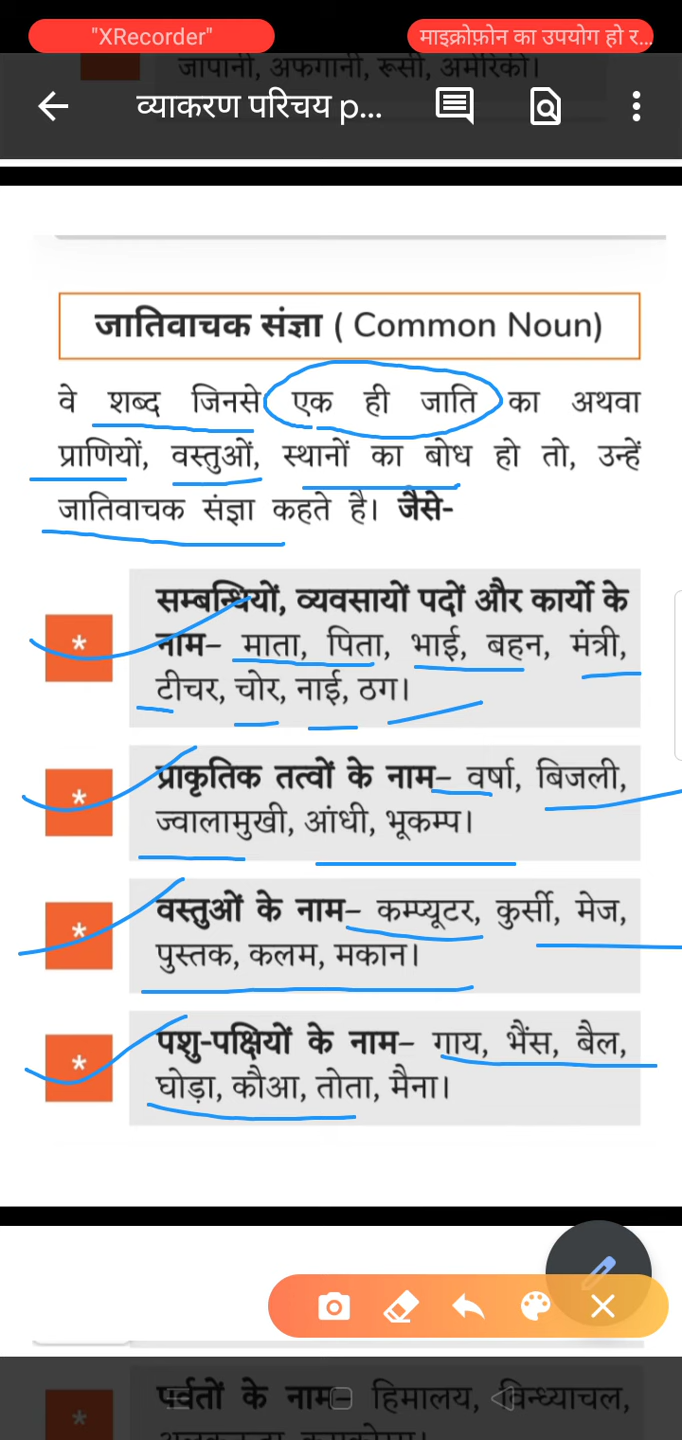 "XRecorder"
माइक्रोफ़ोन का उपयोग हो र...
जापानी, अफगानी, रूसी, अमेरिकी।
व्याकरण परिचय p...
जातिवाचक संज्ञा ( Common Noun)
वे शब्द जिनसे एक ही जाति का अथवा
प्राणियों, वस्तुओं, स्थानों का बोध हो तो, उन्हें
जातिवाचक संज्ञा कहते है। जैसे-
* सम्बन्धियों, व्यवसायों पदों और कार्यो के
नाम– माता, पिता, भाई, बहन, मंत्री,
टीचर, चोर, नाई, ठग।
* प्राकृतिक तत्वों के नाम– वर्षा, बिजली,
ज्वालामुखी, आंधी, भूकम्प।
* वस्तुओं के नाम– कम्प्यूटर, कुर्सी, मेज,
पुस्तक, कलम, मकान।
* पशु-पक्षियों के नाम– गाय, भैंस, बैल,
घोड़ा, कौआ, तोता, मैना।
* पर्वतों के नाम– हिमालय, विन्ध्याचल,